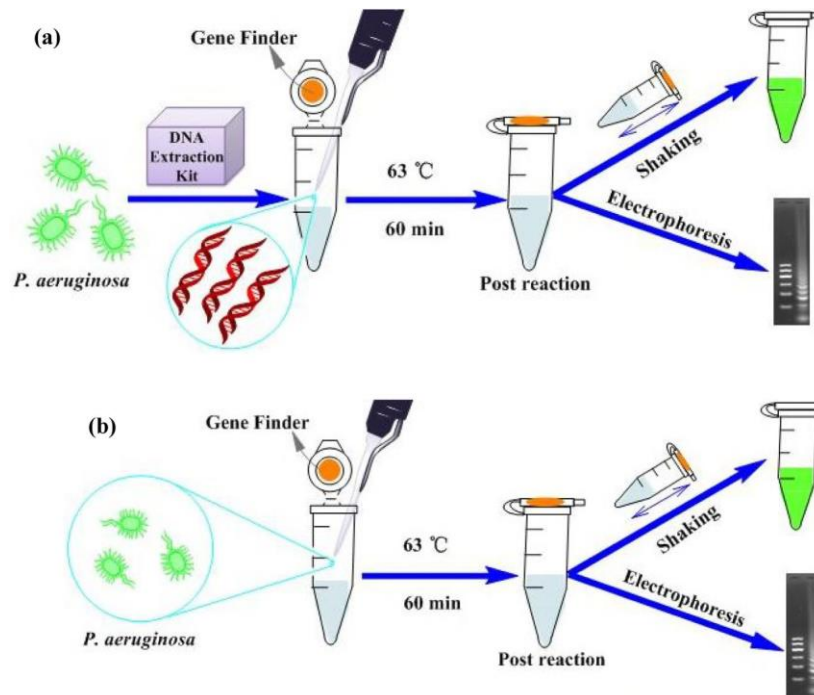 (a)
Gene Finder
DNA
Extraction
Kit
63 ℃
60 min
P. aeruginosa
Post reaction
Shaking
Electrophoresis
(b)
Gene Finder
63 ℃
60 min
P. aeruginosa
Post reaction
Shaking
Electrophoresis